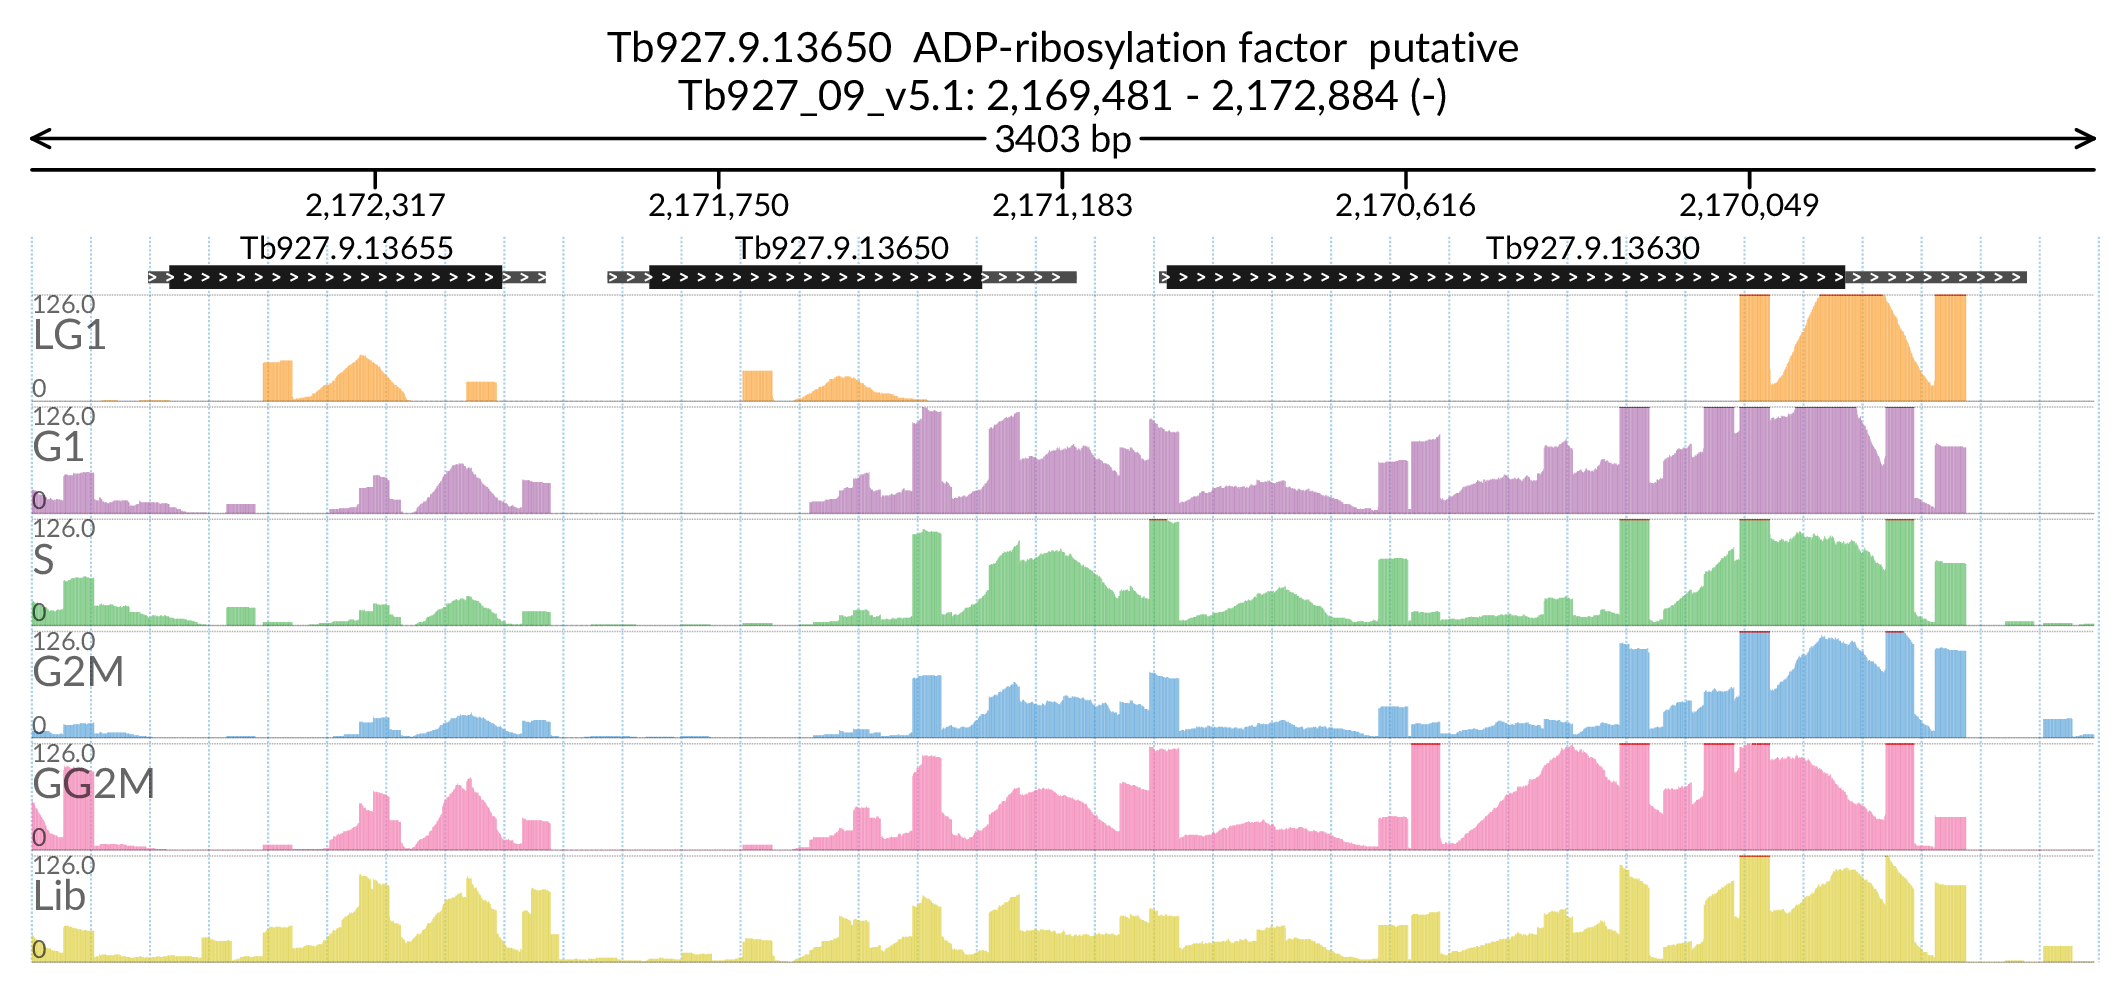 Tb927.9.13650 ADP-ribosylation factor putative
Tb927_09_v5.1: 2,169,481 - 2,172,884 (-)
3403 bp
2,172,317 2,171,750 2,171,183 2,170,616 2,170,049
Tb927.9.13655 Tb927.9.13650 Tb927.9.13630
126.0
LG1
0
126.0
G1
0
126.0
S
0
126.0
G2M
0
126.0
GG2M
0
126.0
Lib
0